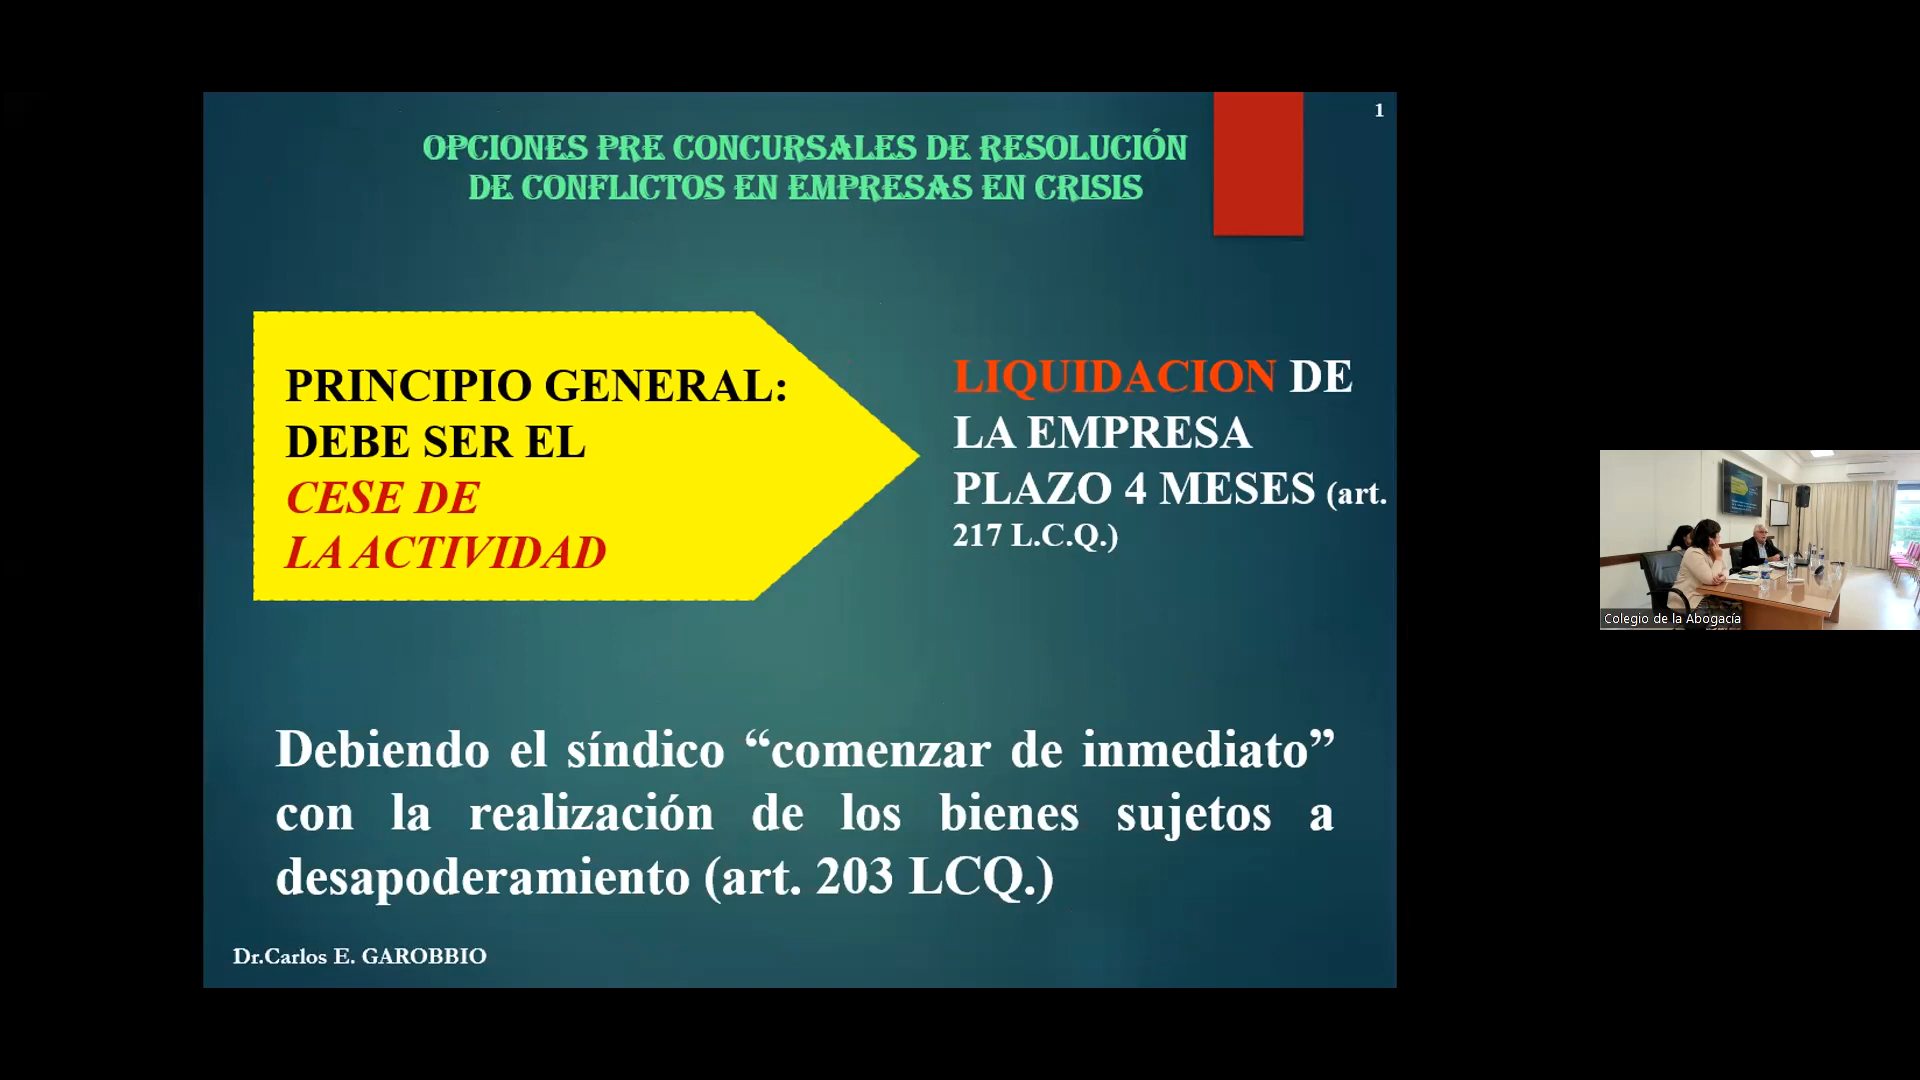 1
OPCIONES PRE CONCURSALES DE RESOLUCIÓN
DE CONFLICTOS EN EMPRESAS EN CRISIS
PRINCIPIO GENERAL:
DEBE SER EL
CESE DE
LA ACTIVIDAD
LIQUIDACION DE
LA EMPRESA
PLAZO 4 MESES (art.
217 L.C.Q.)
Debiendo el síndico “comenzar de inmediato”
con la realización de los bienes sujetos a
desapoderamiento (art. 203 LCQ.)
Dr.Carlos E. GAROBBIO
Colegio de la Abogacía